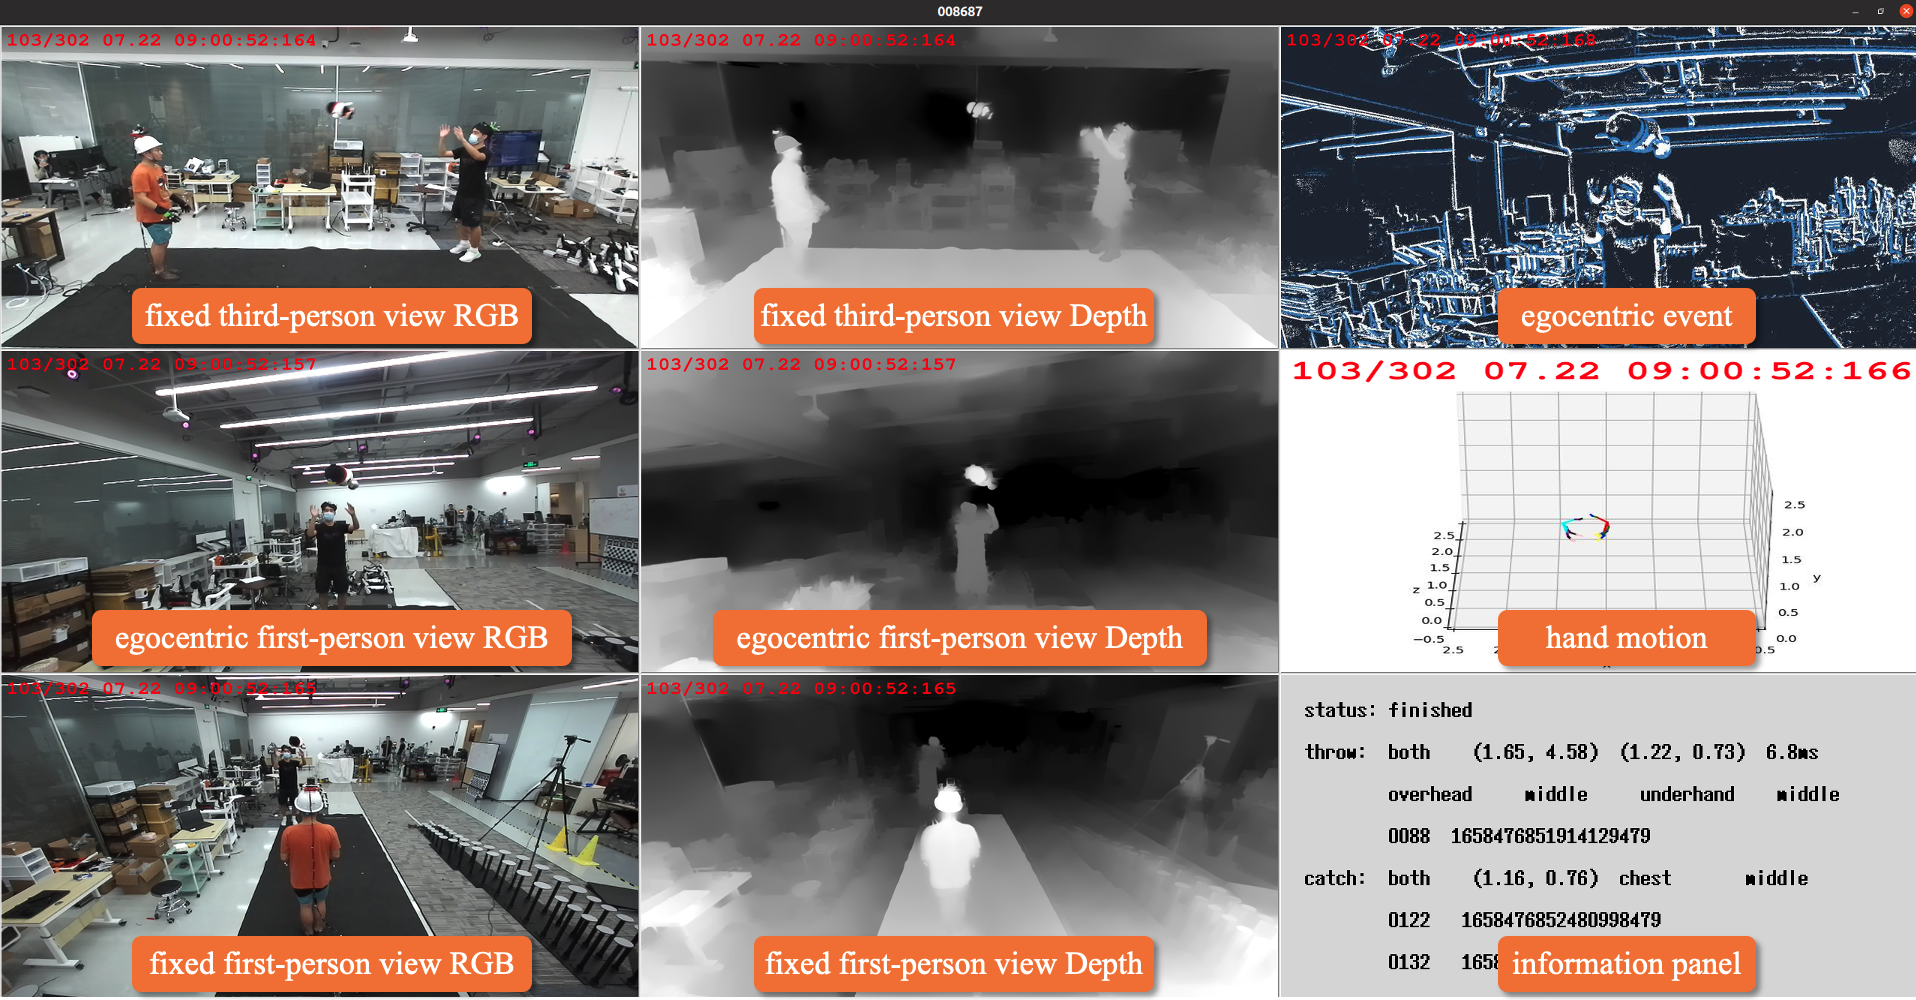 008687
103/302 07.22 09:00:52:164
103/302 07.22 09:00:52:164
103/302 07.22 09:00:52:168
fixed third-person view RGB
fixed third-person view Depth
egocentric event
103/302 07.22 09:00:52:157
103/302 07.22 09:00:52:157
103/302 07.22 09:00:52:166
2.5
2.0
1.5
1.0
0.5
0.0
-0.5
z
2.5
2.0
1.5
1.0
0.5
0.0
y
2.5
0.5
egocentric first-person view RGB
egocentric first-person view Depth
hand motion
103/302 07.22 09:00:52:165
103/302 07.22 09:00:52:165
status: finished
throw: both (1.65, 4.58) (1.22, 0.73) 6.8ms
overhead middle underhand middle
0088 1658476851914129479
catch: both (1.16, 0.76) chest middle
0122 1658476852480998479
0132 1658
fixed first-person view RGB
fixed first-person view Depth
information panel